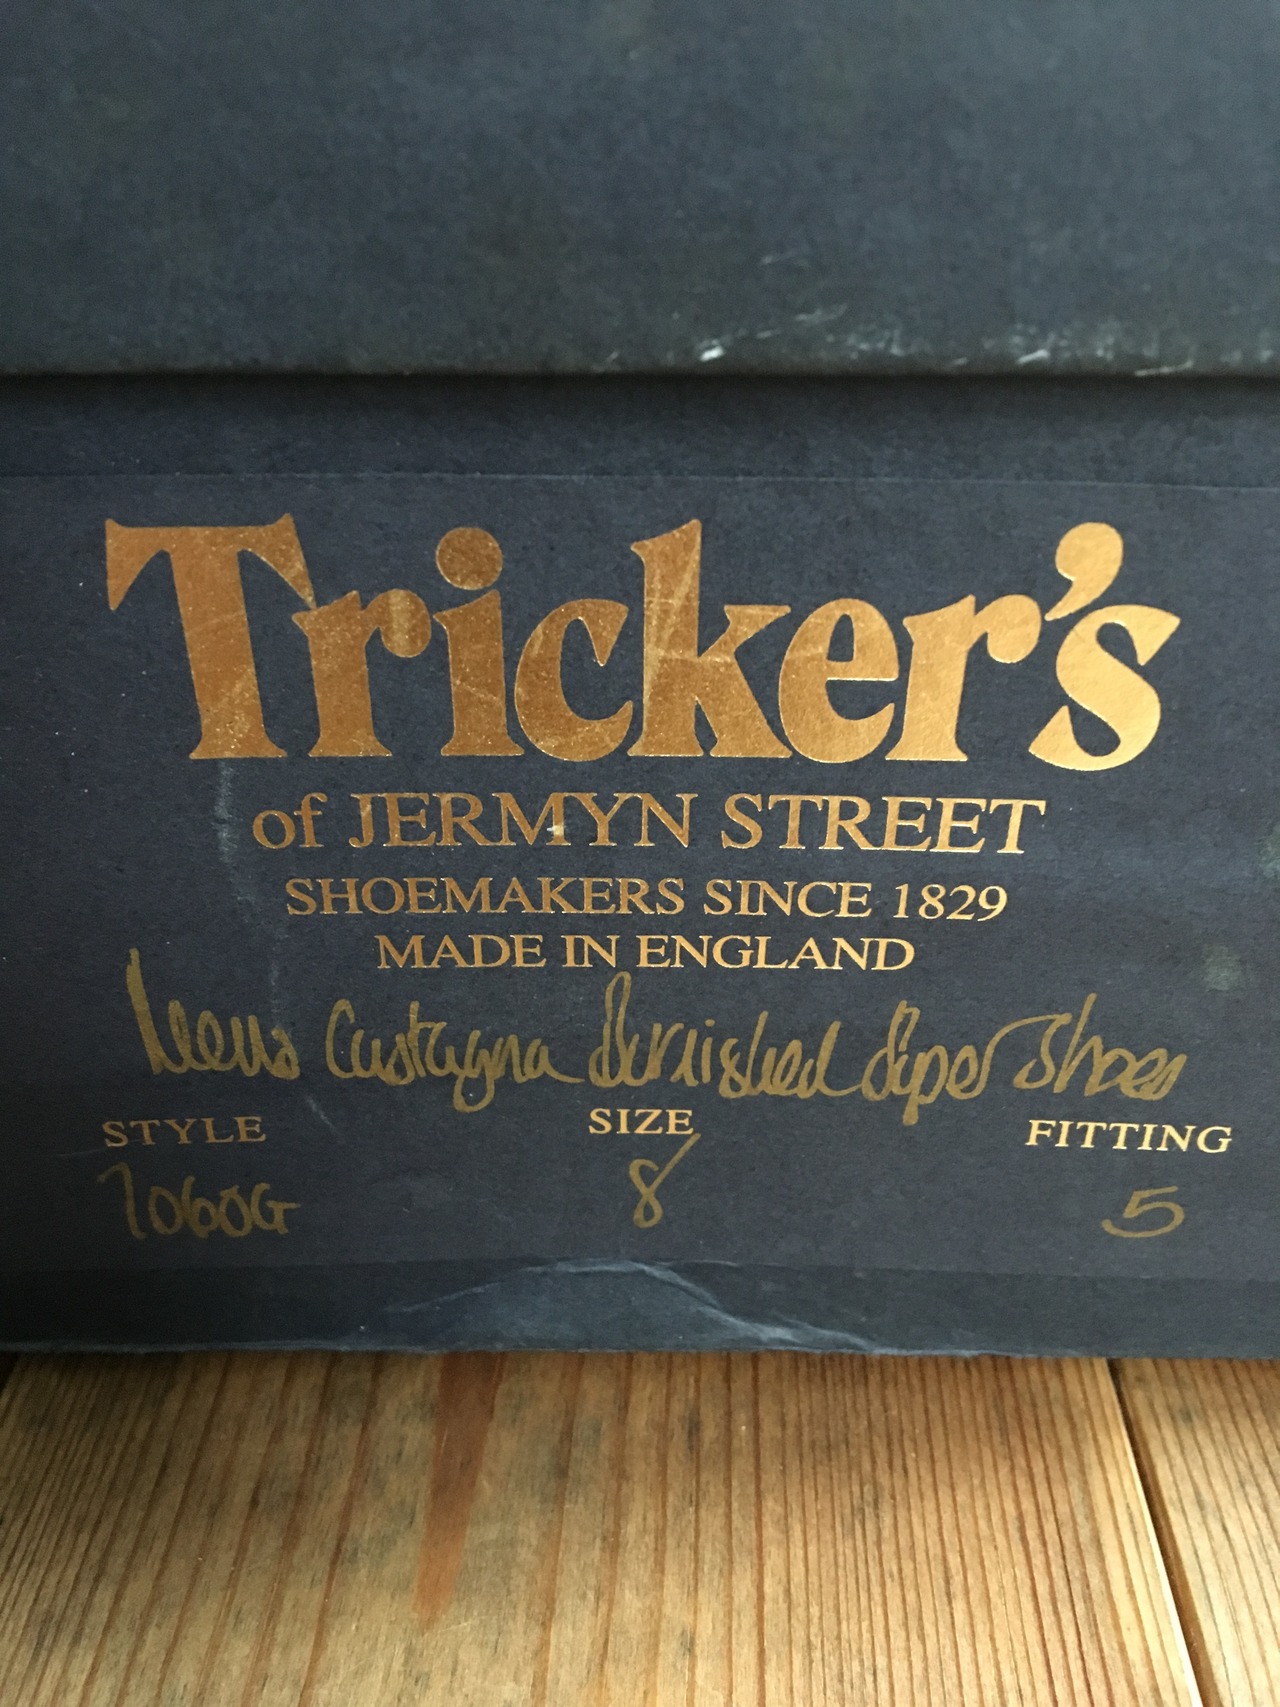 Tricker's
of JERMYN STREET
SHOEMAKERS SINCE 1829
MADE IN ENGLAND
Mens Castagna Burnished Super Shoes
STYLE SIZE FITTING
7060G 8 5